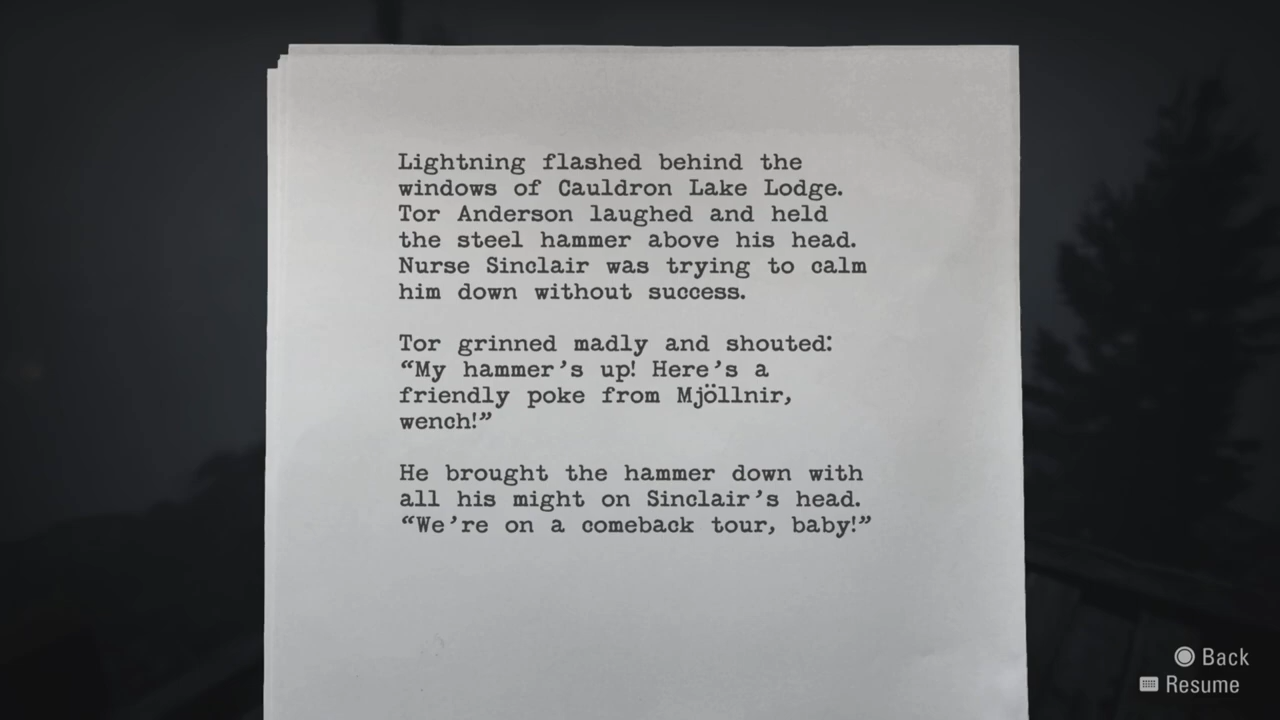 Lightning flashed behind the
windows of Cauldron Lake Lodge.
Tor Anderson laughed and held
the steel hammer above his head.
Nurse Sinclair was trying to calm
him down without success.
Tor grinned madly and shouted:
“My hammer’s up! Here’s a
friendly poke from Mjöllnir,
wench!”
He brought the hammer down with
all his might on Sinclair’s head.
“We’re on a comeback tour, baby!”
Back
Resume